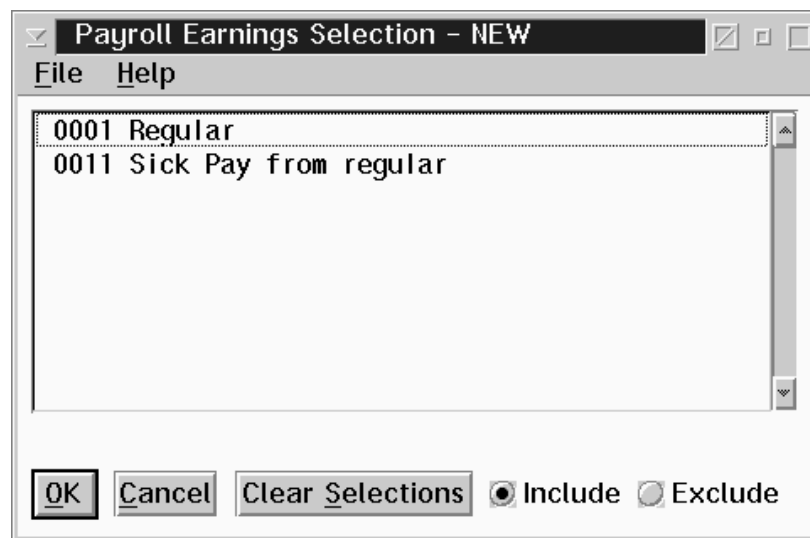 Payroll Earnings Selection - NEW
File Help
0001 Regular
0011 Sick Pay from regular
OK Cancel Clear Selections Include Exclude